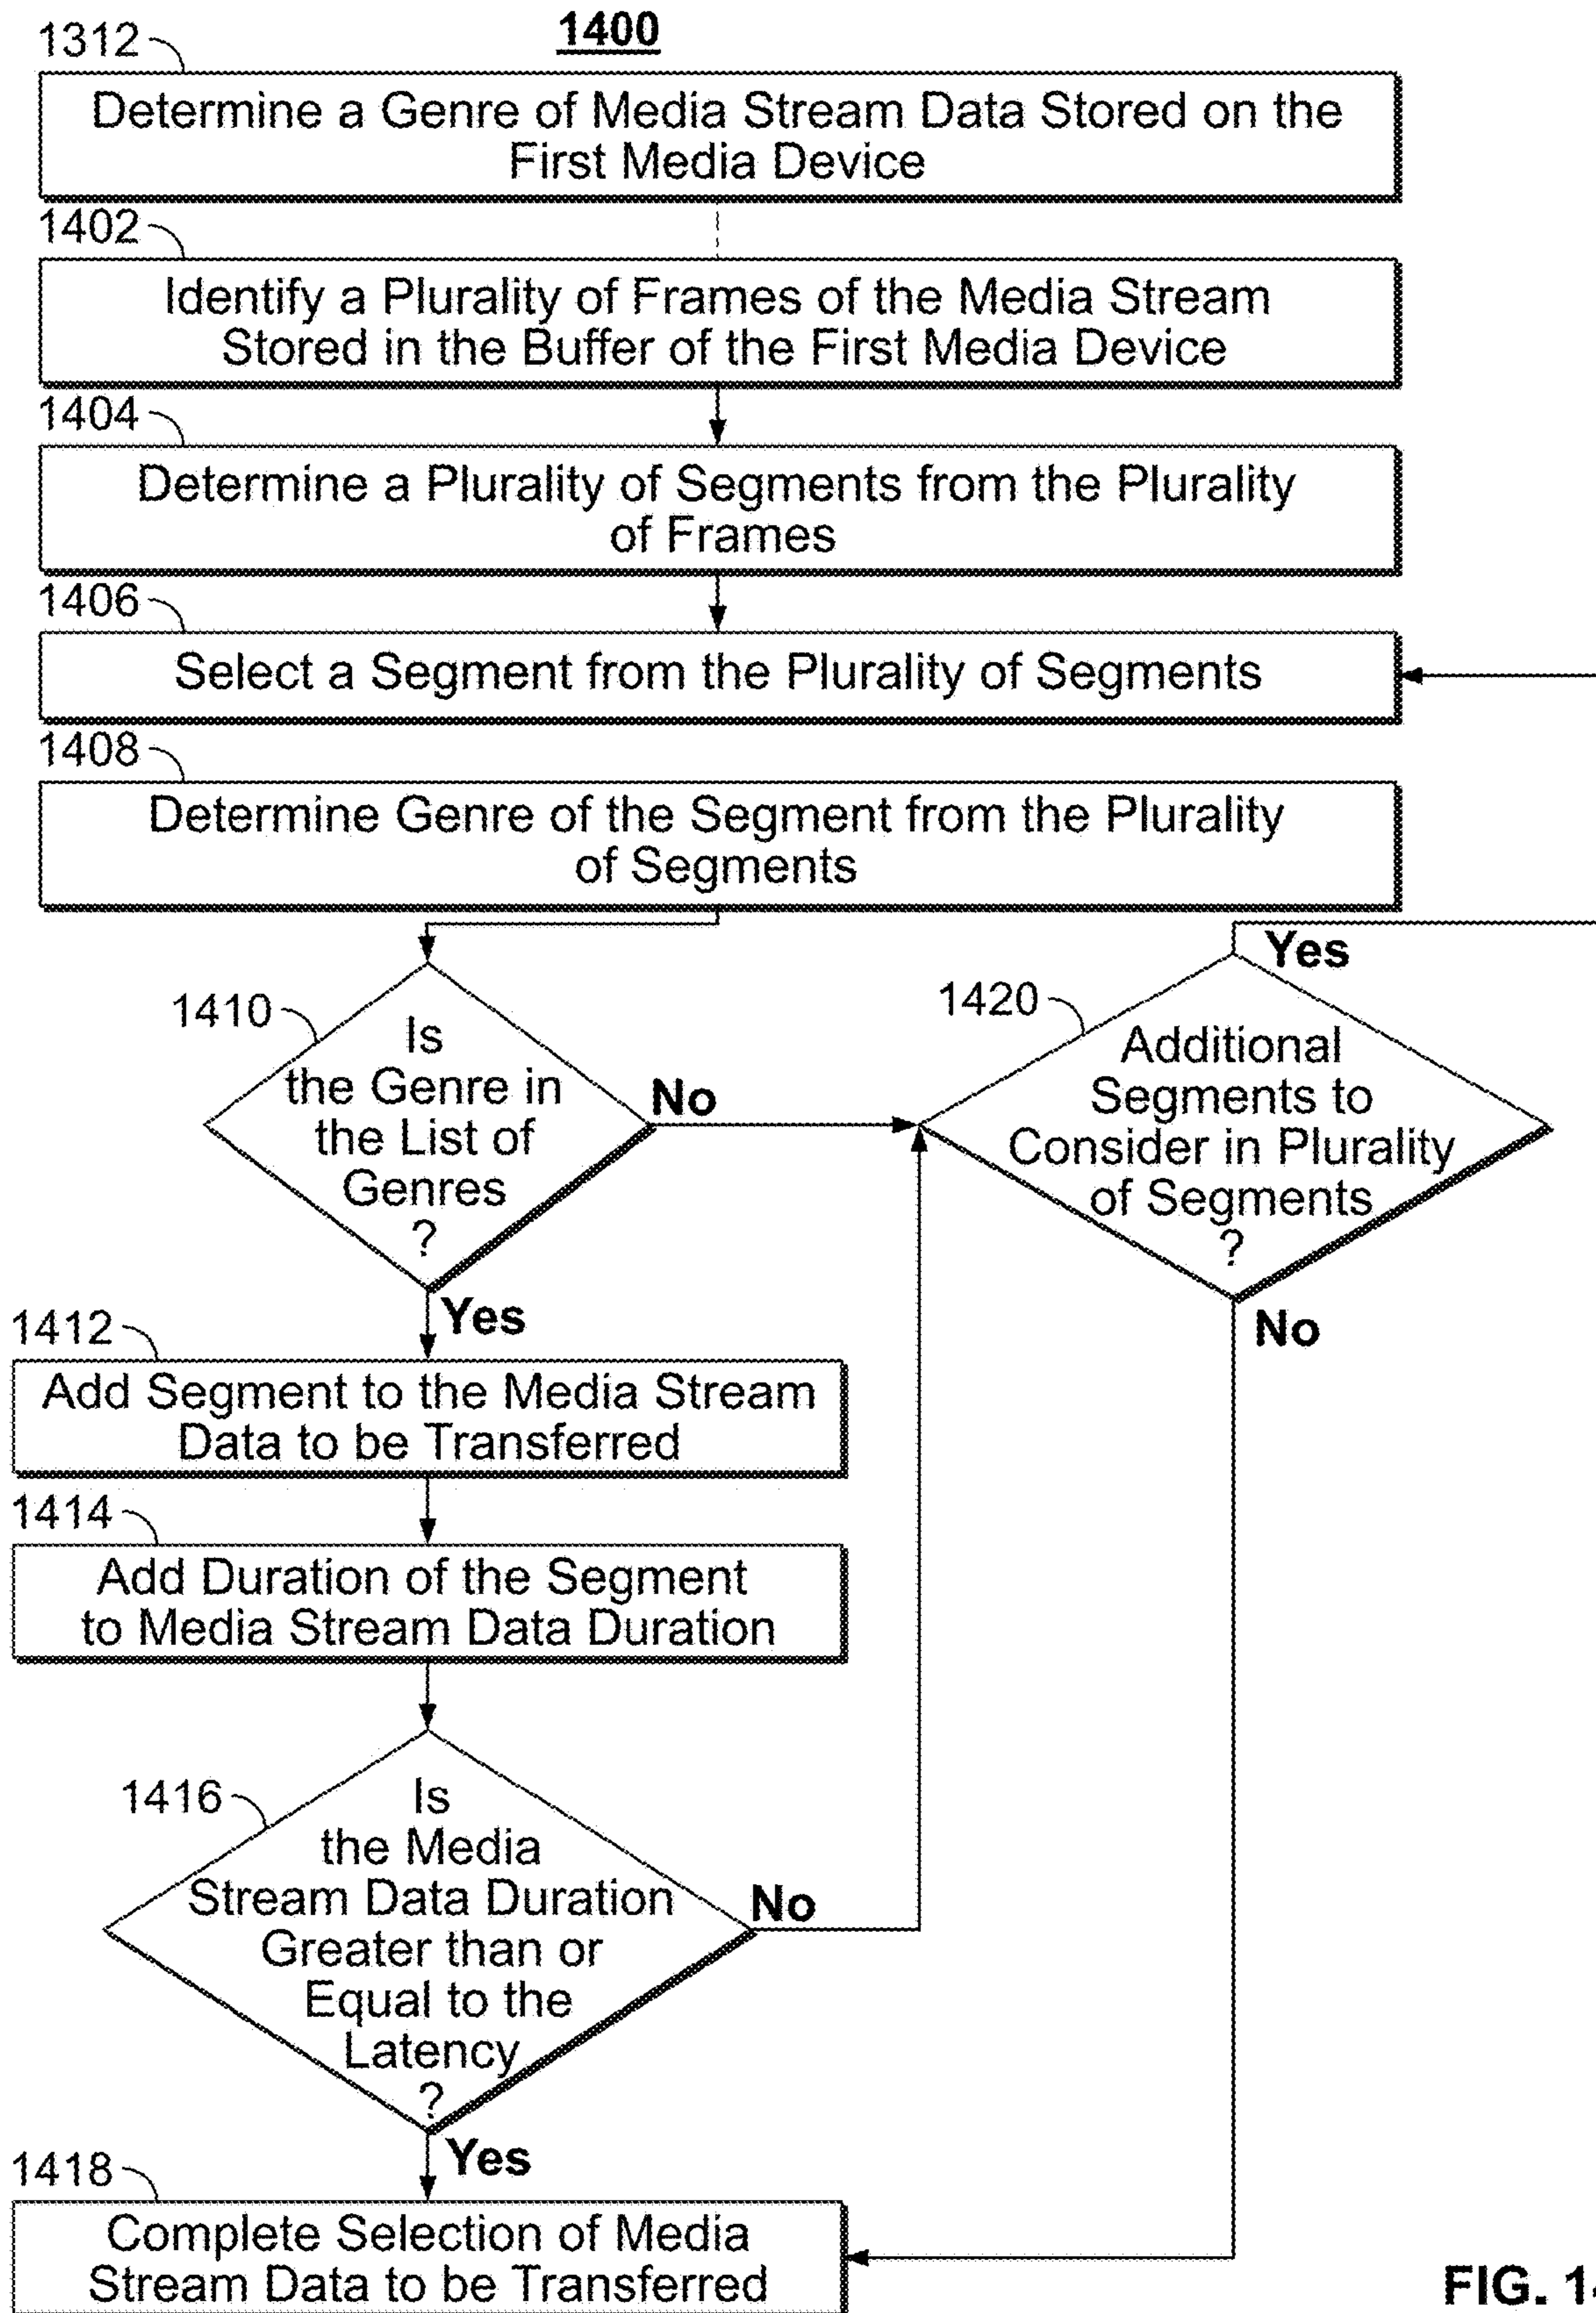 1400
1312
Determine a Genre of Media Stream Data Stored on the
First Media Device
1402
Identify a Plurality of Frames of the Media Stream
Stored in the Buffer of the First Media Device
1404
Determine a Plurality of Segments from the Plurality
of Frames
1406
Select a Segment from the Plurality of Segments
1408
Determine Genre of the Segment from the Plurality
of Segments
1410
Is
the Genre in
the List of
Genres
?
No
Yes
1420
Additional
Segments to
Consider in Plurality
of Segments
?
Yes
No
1412
Add Segment to the Media Stream
Data to be Transferred
1414
Add Duration of the Segment
to Media Stream Data Duration
1416
Is
the Media
Stream Data Duration
Greater than or
Equal to the
Latency
?
No
Yes
1418
Complete Selection of Media
Stream Data to be Transferred
FIG. 14